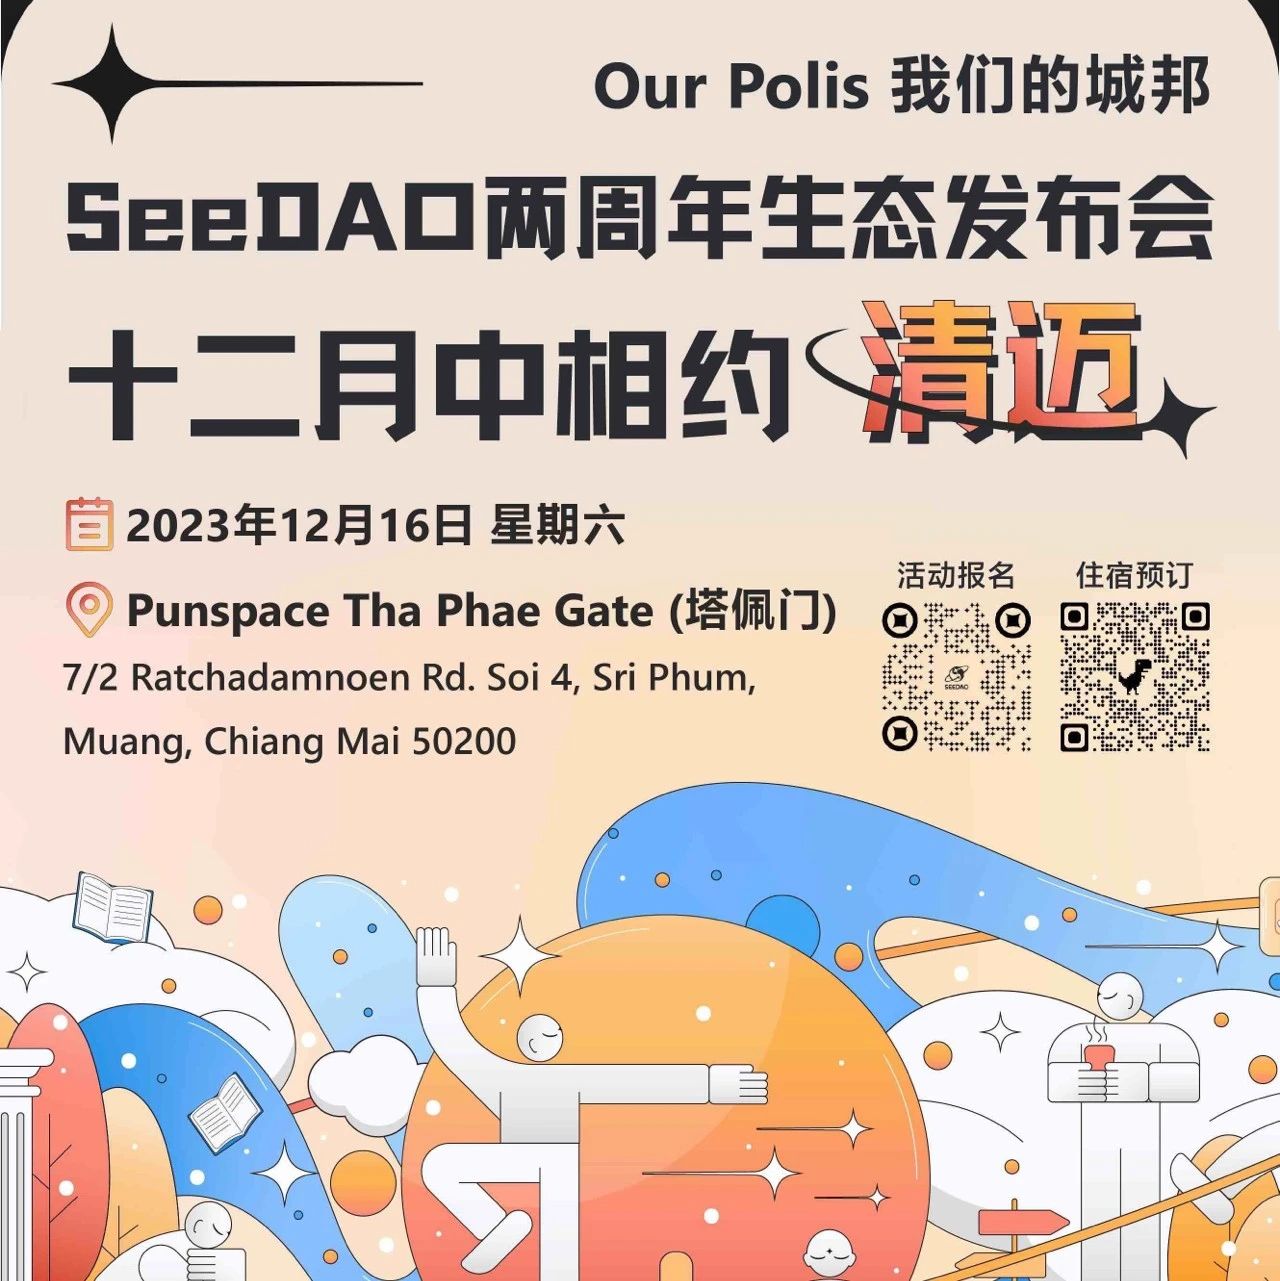 Our Polis 我们的城邦
SeeDAO两周年生态发布会
十二月中相约 清迈
2023年12月16日 星期六
Punspace Tha Phae Gate (塔佩门)
7/2 Ratchadamnoen Rd. Soi 4, Sri Phum,
Muang, Chiang Mai 50200
活动报名 住宿预订
SEEDAO